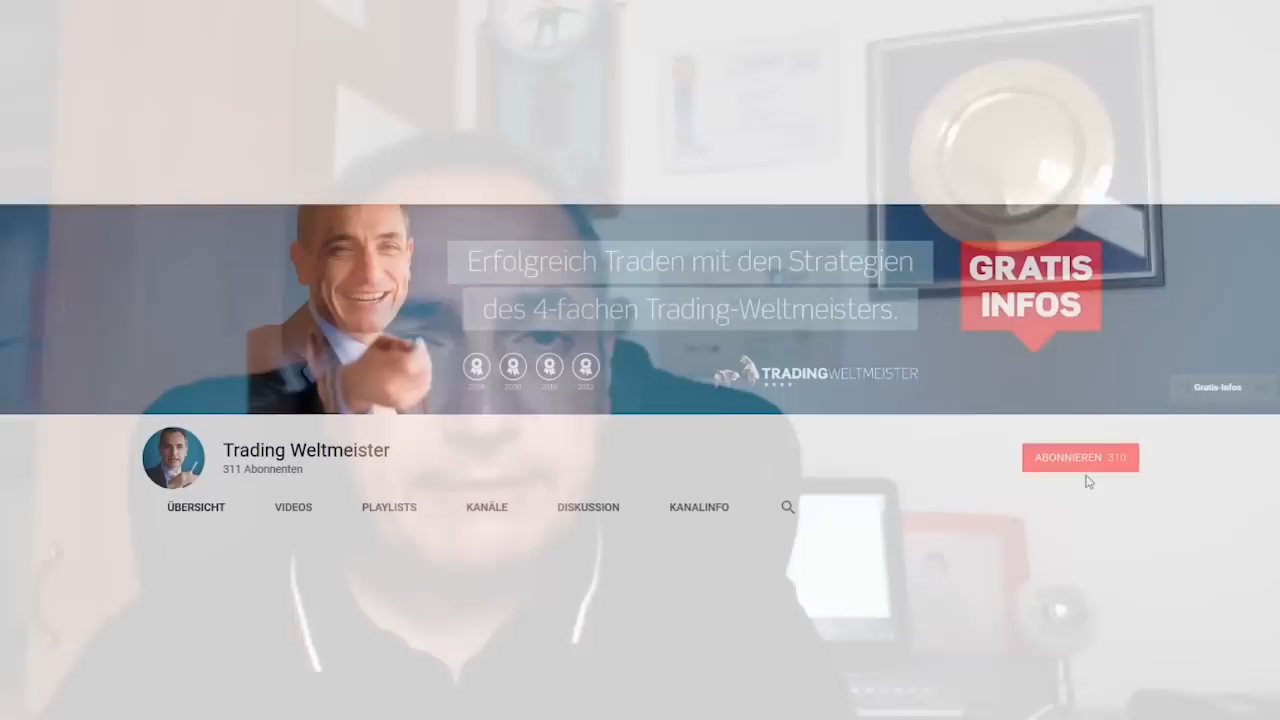 Erfolgreich Traden mit den Strategien
des 4-fachen Trading-Weltmeisters.
GRATIS
INFOS
TRADINGWELTMEISTER
Gratis-Infos
Trading Weltmeister
311 Abonnenten
ABONNIEREN 310
ÜBERSICHT VIDEOS PLAYLISTS KANÄLE DISKUSSION KANALINFO